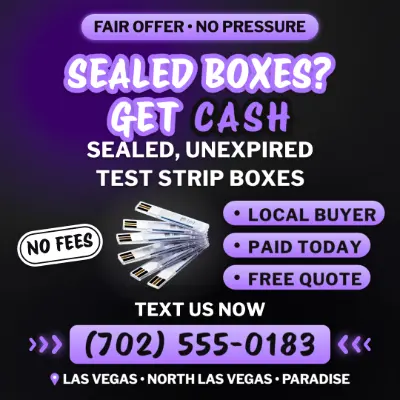 FAIR OFFER • NO PRESSURE
SEALED BOXES?
GET CASH
SEALED, UNEXPIRED
TEST STRIP BOXES
NO FEES
• LOCAL BUYER
• PAID TODAY
• FREE QUOTE
TEXT US NOW
››› (702) 555-0183 ‹‹‹
LAS VEGAS • NORTH LAS VEGAS • PARADISE